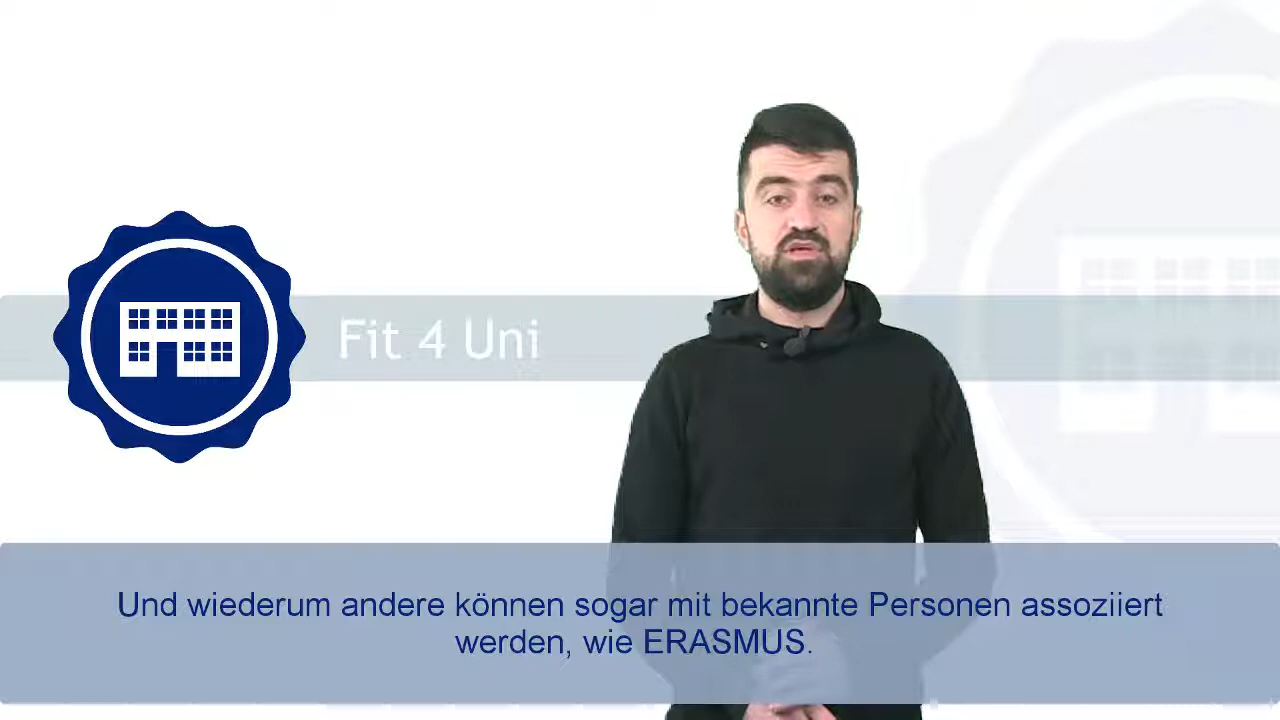 Fit 4 Uni
Und wiederum andere können sogar mit bekannte Personen assoziiert
werden, wie ERASMUS.